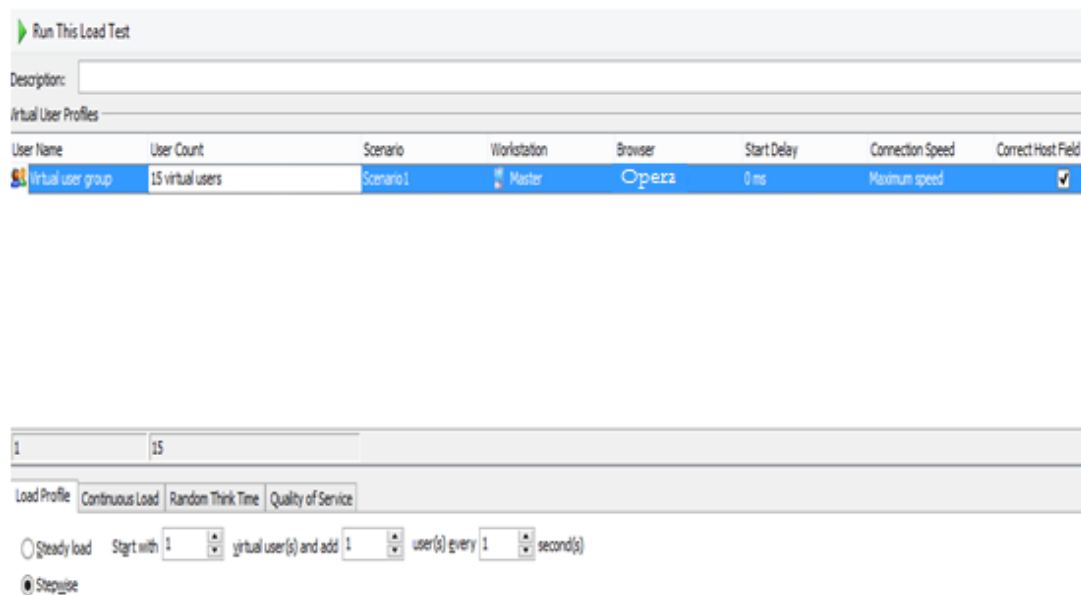 Run This Load Test
Description:
Virtual User Profiles
User Name User Count Scenario Workstation Browser Start Delay Connection Speed Correct Host Field
Virtual user group 15 virtual users Scenario1 Master Opera 0 ms Maximum speed
1 15
Load Profile Continuous Load Random Think Time Quality of Service
Steady load Start with 1 virtual user(s) and add 1 user(s) every 1 second(s)
Stepwise